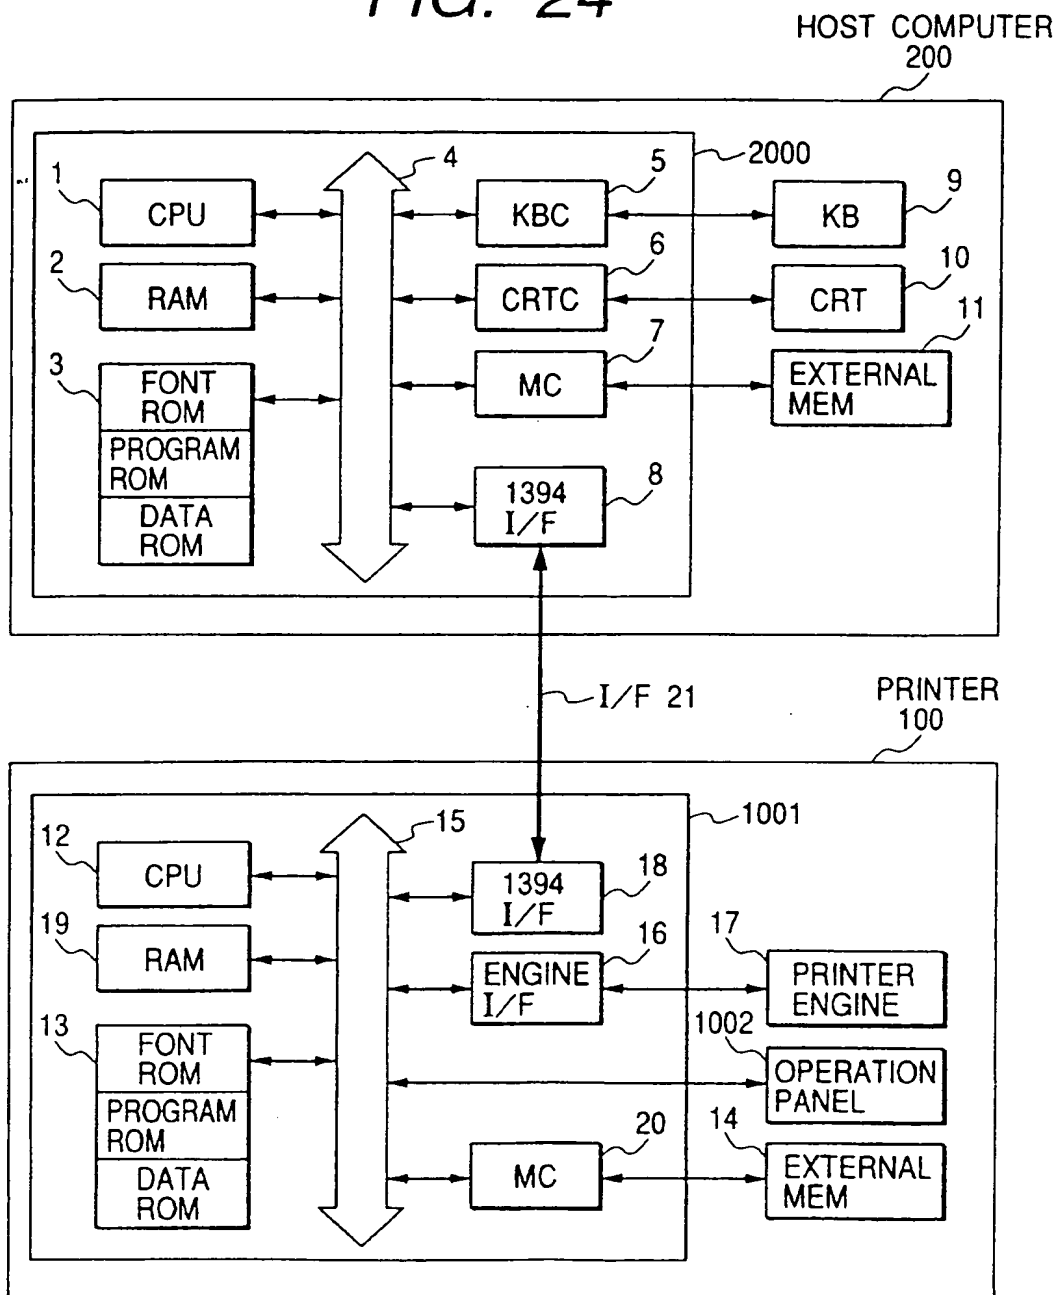 FIG. 24
HOST COMPUTER
200
2000
1
CPU
4
5
KBC
9
KB
2
RAM
6
CRTC
10
CRT
3
FONT
ROM
PROGRAM
ROM
DATA
ROM
7
MC
11
EXTERNAL
MEM
8
1394
I/F
I/F 21
PRINTER
100
1001
12
CPU
15
18
1394
I/F
19
RAM
16
ENGINE
I/F
17
PRINTER
ENGINE
13
FONT
ROM
PROGRAM
ROM
DATA
ROM
1002
OPERATION
PANEL
20
MC
14
EXTERNAL
MEM